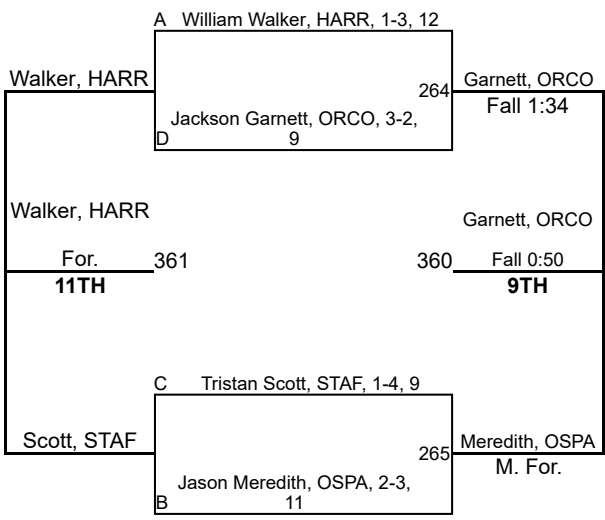 A William Walker, HARR, 1-3, 12
Walker, HARR
264
Garnett, ORCO
Fall 1:34
Jackson Garnett, ORCO, 3-2,
D 9
Walker, HARR
Garnett, ORCO
For.
361
360
Fall 0:50
11TH
9TH
C Tristan Scott, STAF, 1-4, 9
Scott, STAF
265
Meredith, OSPA
M. For.
Jason Meredith, OSPA, 2-3,
B 11